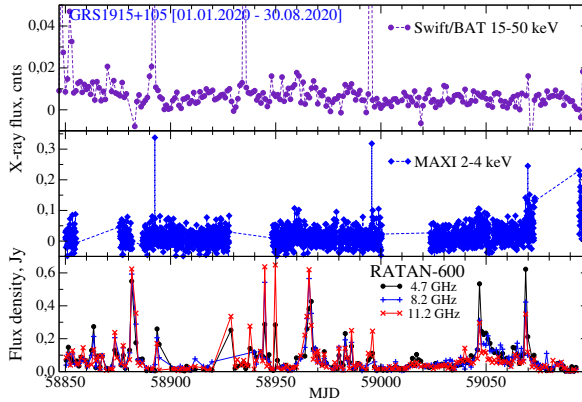 GRS1915+105 [01.01.2020 - 30.08.2020]
Swift/BAT 15-50 keV
X-ray flux, cnts
0.04
0.02
0
MAXI 2-4 keV
0,3
0,2
0,1
0
Flux density, Jy
RATAN-600
4.7 GHz
8.2 GHz
11.2 GHz
0.6
0.4
0.2
0.0
58850 58900 58950 59000 59050
MJD